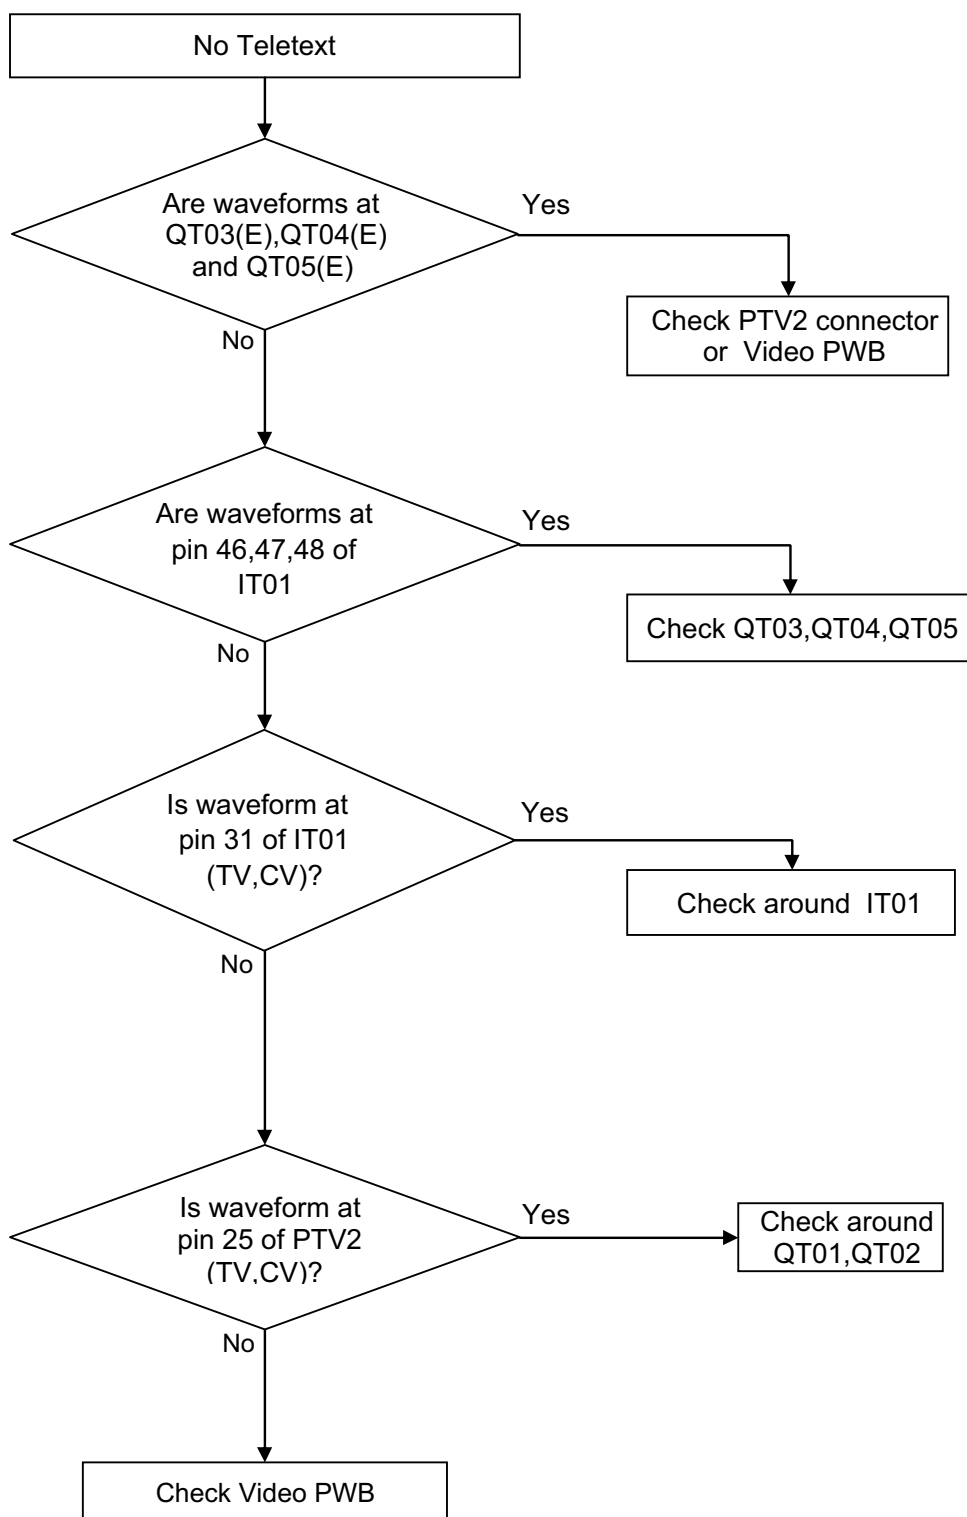 No Teletext
Are waveforms at
QT03(E),QT04(E)
and QT05(E)
Yes
Check PTV2 connector
or Video PWB
No
Are waveforms at
pin 46,47,48 of
IT01
Yes
Check QT03,QT04,QT05
No
Is waveform at
pin 31 of IT01
(TV,CV)?
Yes
Check around IT01
No
Is waveform at
pin 25 of PTV2
(TV,CV)?
Yes
Check around
QT01,QT02
No
Check Video PWB